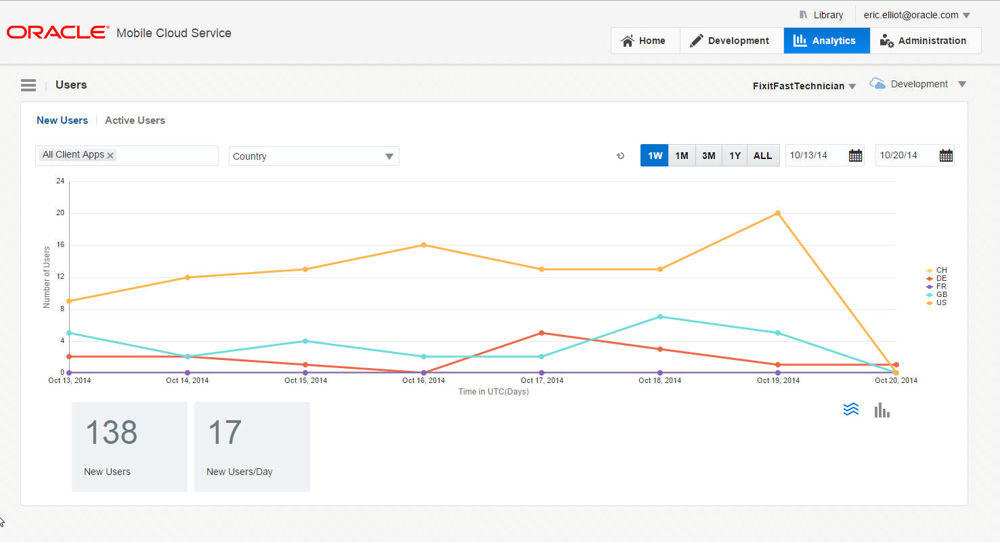 Library eric.elliot@oracle.com
ORACLE® Mobile Cloud Service
Home Development Analytics Administration
Users
FixitFastTechnician Development
New Users Active Users
All Client Apps Country 1W 1M 3M 1Y ALL 10/13/14 10/20/14
24
20
16
12
8
4
0
Number of Users
CH
DE
FR
GB
US
Oct 13, 2014 Oct 14, 2014 Oct 15, 2014 Oct 16, 2014 Oct 17, 2014 Oct 18, 2014 Oct 19, 2014 Oct 20, 2014
Time in UTC(Days)
138 17
New Users New Users/Day